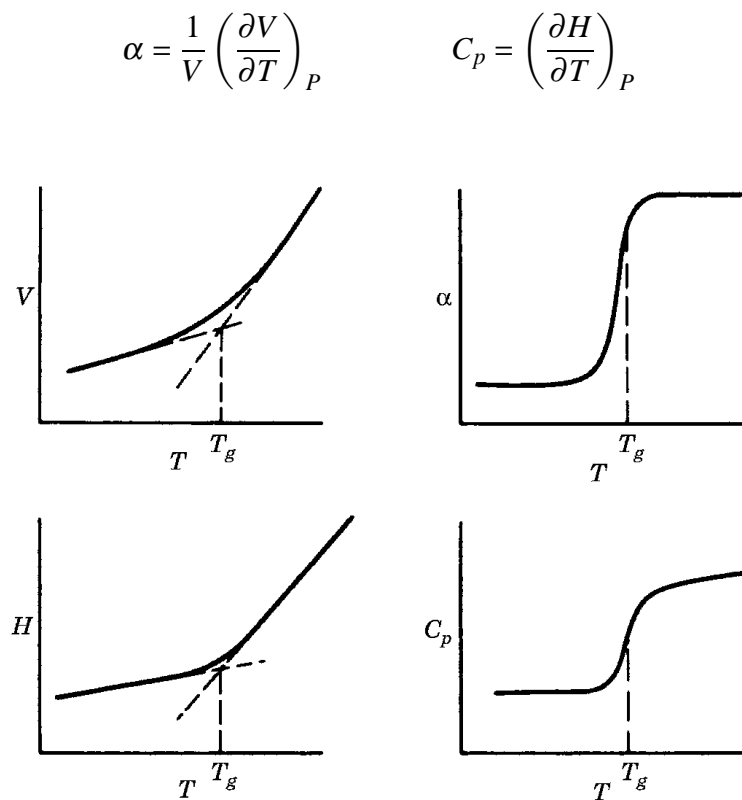 α = 1/V (∂V/∂T)_P    C_p = (∂H/∂T)_P
V
T_g
T
α
T_g
T
H
T_g
T
C_p
T_g
T